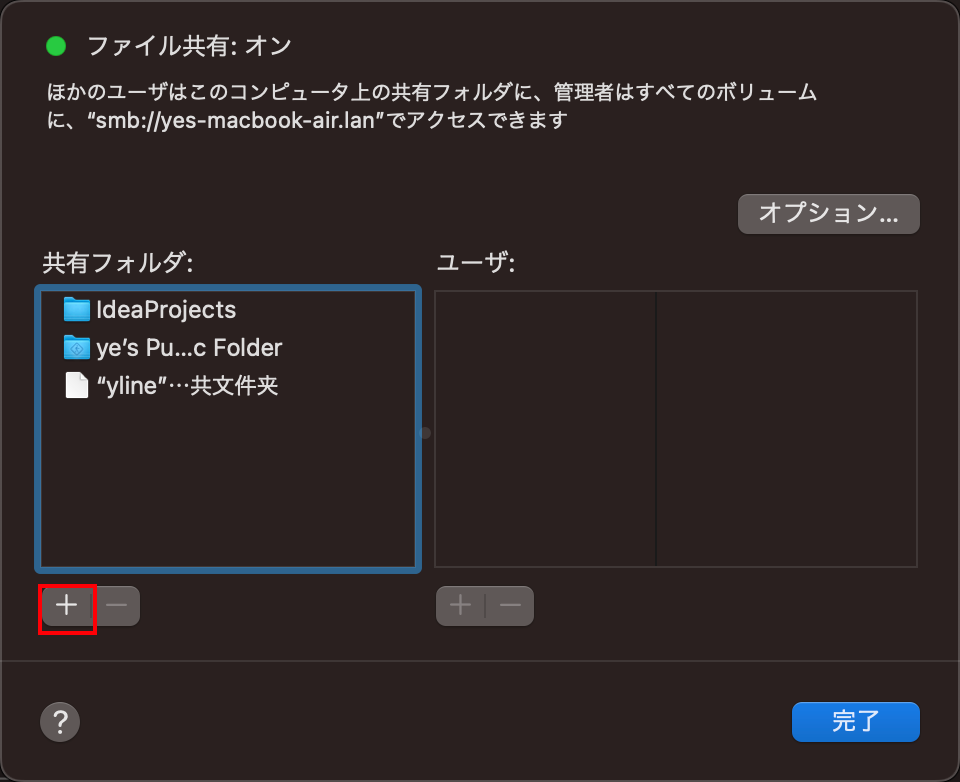 ファイル共有: オン
ほかのユーザはこのコンピュータ上の共有フォルダに、管理者はすべてのボリューム
に、“smb://yes-macbook-air.lan”でアクセスできます
オプション...
共有フォルダ:
ユーザ:
IdeaProjects
ye’s Pu...c Folder
“yline”…共文件夹
+ −
+ −
?
完了